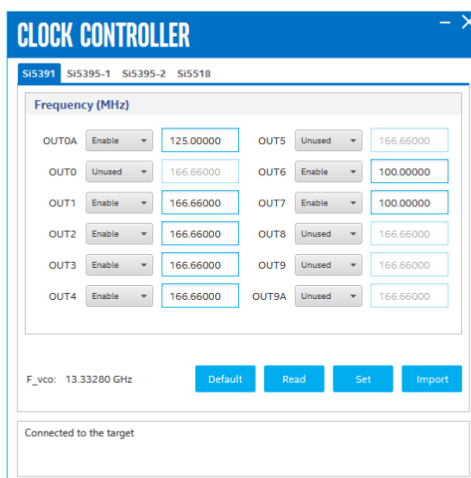 CLOCK CONTROLLER
Si5391 Si5395-1 Si5395-2 Si5518
Frequency (MHz)
OUT0A Enable 125.00000 OUT5 Unused 166.66000
OUT0 Unused 166.66000 OUT6 Enable 100.00000
OUT1 Enable 166.66000 OUT7 Enable 100.00000
OUT2 Enable 166.66000 OUT8 Unused 166.66000
OUT3 Enable 166.66000 OUT9 Unused 166.66000
OUT4 Enable 166.66000 OUT9A Unused 166.66000
F_vco: 13.33280 GHz Default Read Set Import
Connected to the target